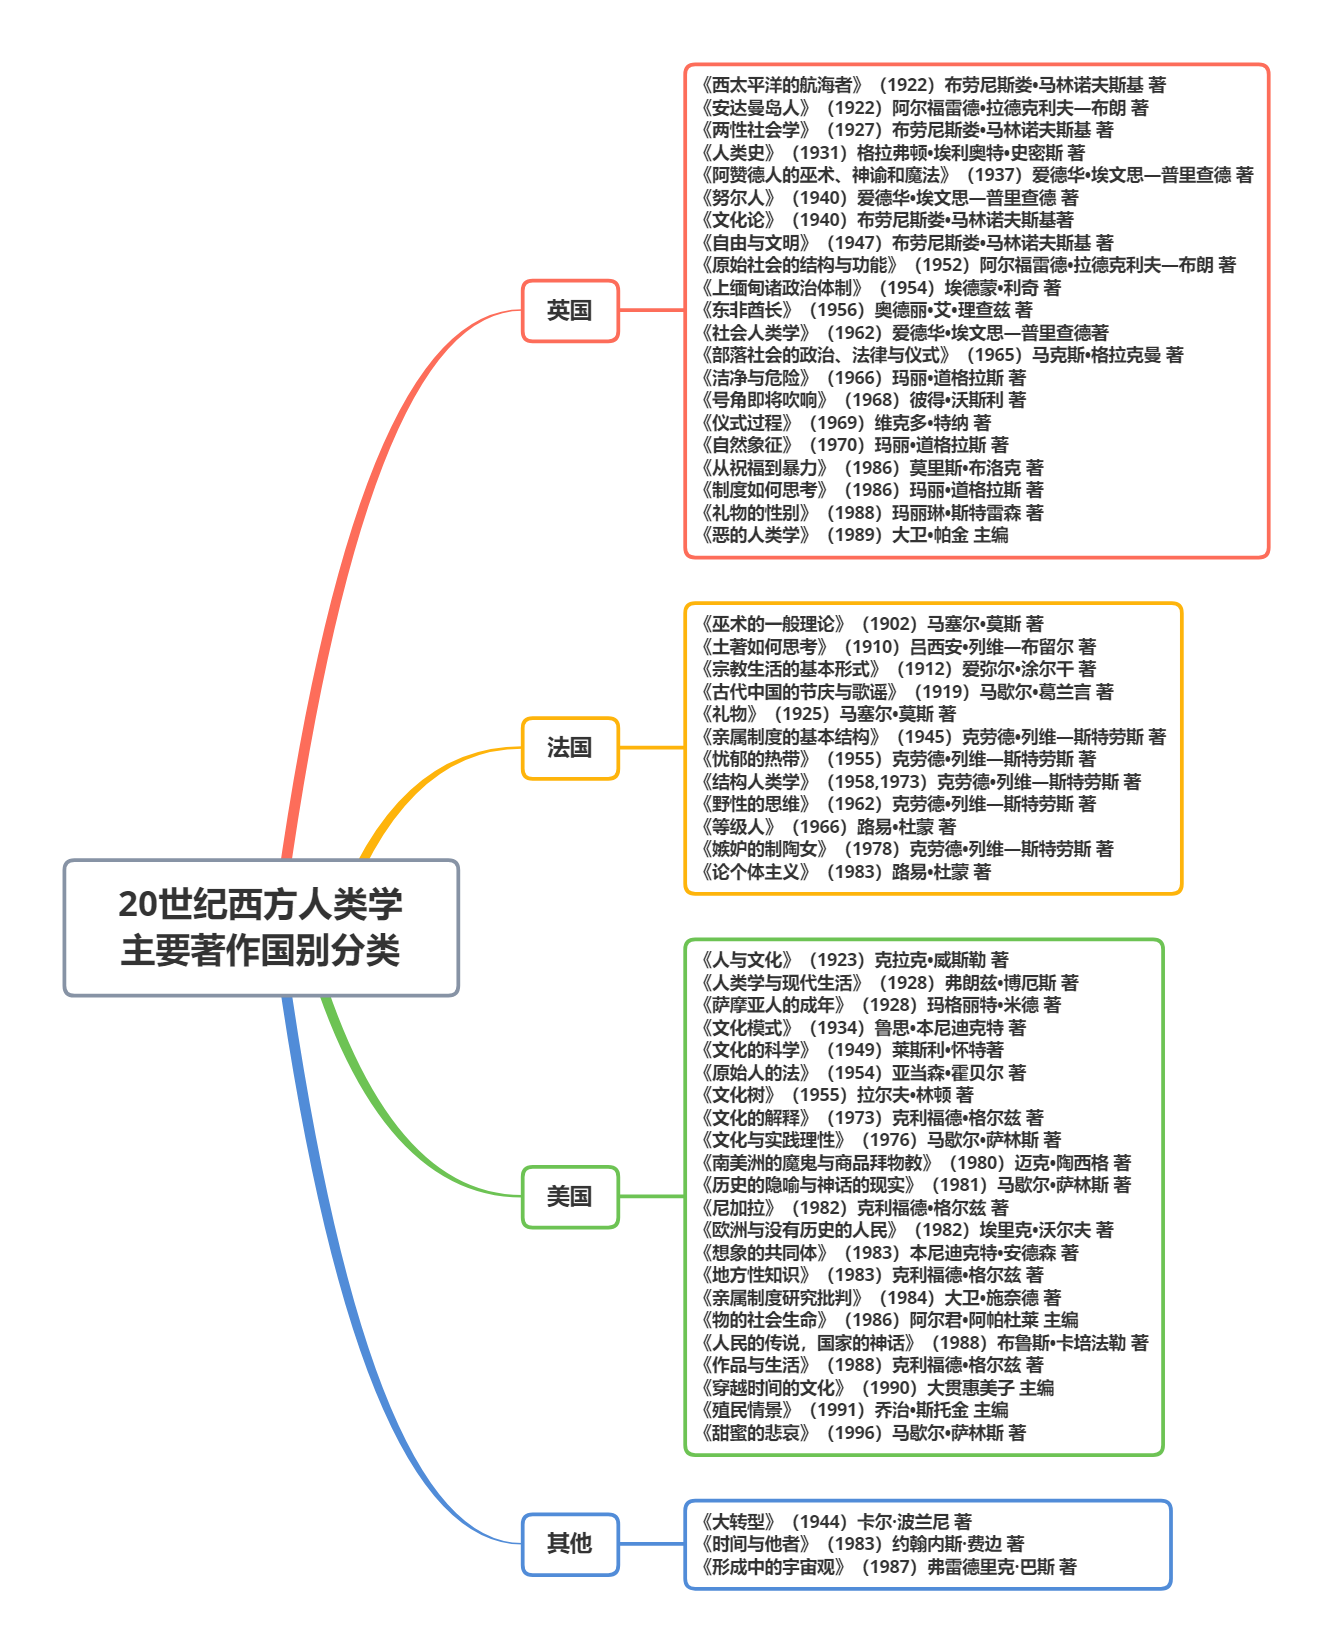 《西太平洋的航海者》（1922）布劳尼斯娄•马林诺夫斯基 著
《安达曼岛人》（1922）阿尔福雷德•拉德克利夫—布朗 著
《两性社会学》（1927）布劳尼斯娄•马林诺夫斯基 著
《人类史》（1931）格拉弗顿•埃利奥特•史密斯 著
《阿赞德人的巫术、神谕和魔法》（1937）爱德华•埃文思—普里查德 著
《努尔人》（1940）爱德华•埃文思—普里查德 著
《文化论》（1940）布劳尼斯娄•马林诺夫斯基著
《自由与文明》（1947）布劳尼斯娄•马林诺夫斯基 著
《原始社会的结构与功能》（1952）阿尔福雷德•拉德克利夫—布朗 著
《上缅甸诸政治体制》（1954）埃德蒙•利奇 著
《东非酋长》（1956）奥德丽•艾•理查兹 著
《社会人类学》（1962）爱德华•埃文思—普里查德著
《部落社会的政治、法律与仪式》（1965）马克斯•格拉克曼 著
《洁净与危险》（1966）玛丽•道格拉斯 著
《号角即将吹响》（1968）彼得•沃斯利 著
《仪式过程》（1969）维克多•特纳 著
《自然象征》（1970）玛丽•道格拉斯 著
《从祝福到暴力》（1986）莫里斯•布洛克 著
《制度如何思考》（1986）玛丽•道格拉斯 著
《礼物的性别》（1988）玛丽琳•斯特雷森 著
《恶的人类学》（1989）大卫•帕金 主编
英国
《巫术的一般理论》（1902）马塞尔•莫斯 著
《土著如何思考》（1910）吕西安•列维—布留尔 著
《宗教生活的基本形式》（1912）爱弥尔•涂尔干 著
《古代中国的节庆与歌谣》（1919）马歇尔•葛兰言 著
《礼物》（1925）马塞尔•莫斯 著
《亲属制度的基本结构》（1945）克劳德•列维—斯特劳斯 著
《忧郁的热带》（1955）克劳德•列维—斯特劳斯 著
《结构人类学》（1958,1973）克劳德•列维—斯特劳斯 著
《野性的思维》（1962）克劳德•列维—斯特劳斯 著
《等级人》（1966）路易•杜蒙 著
《嫉妒的制陶女》（1978）克劳德•列维—斯特劳斯 著
《论个体主义》（1983）路易•杜蒙 著
法国
20世纪西方人类学
主要著作国别分类
《人与文化》（1923）克拉克•威斯勒 著
《人类学与现代生活》（1928）弗朗兹•博厄斯 著
《萨摩亚人的成年》（1928）玛格丽特•米德 著
《文化模式》（1934）鲁思•本尼迪克特 著
《文化的科学》（1949）莱斯利•怀特著
《原始人的法》（1954）亚当森•霍贝尔 著
《文化树》（1955）拉尔夫•林顿 著
《文化的解释》（1973）克利福德•格尔兹 著
《文化与实践理性》（1976）马歇尔•萨林斯 著
《南美洲的魔鬼与商品拜物教》（1980）迈克•陶西格 著
《历史的隐喻与神话的现实》（1981）马歇尔•萨林斯 著
《尼加拉》（1982）克利福德•格尔兹 著
《欧洲与没有历史的人民》（1982）埃里克•沃尔夫 著
《想象的共同体》（1983）本尼迪克特•安德森 著
《地方性知识》（1983）克利福德•格尔兹 著
《亲属制度研究批判》（1984）大卫•施奈德 著
《物的社会生命》（1986）阿尔君•阿帕杜莱 主编
《人民的传说，国家的神话》（1988）布鲁斯•卡培法勒 著
《作品与生活》（1988）克利福德•格尔兹 著
《穿越时间的文化》（1990）大贯惠美子 主编
《殖民情景》（1991）乔治•斯托金 主编
《甜蜜的悲哀》（1996）马歇尔•萨林斯 著
美国
《大转型》（1944）卡尔·波兰尼 著
《时间与他者》（1983）约翰内斯·费边 著
《形成中的宇宙观》（1987）弗雷德里克·巴斯 著
其他